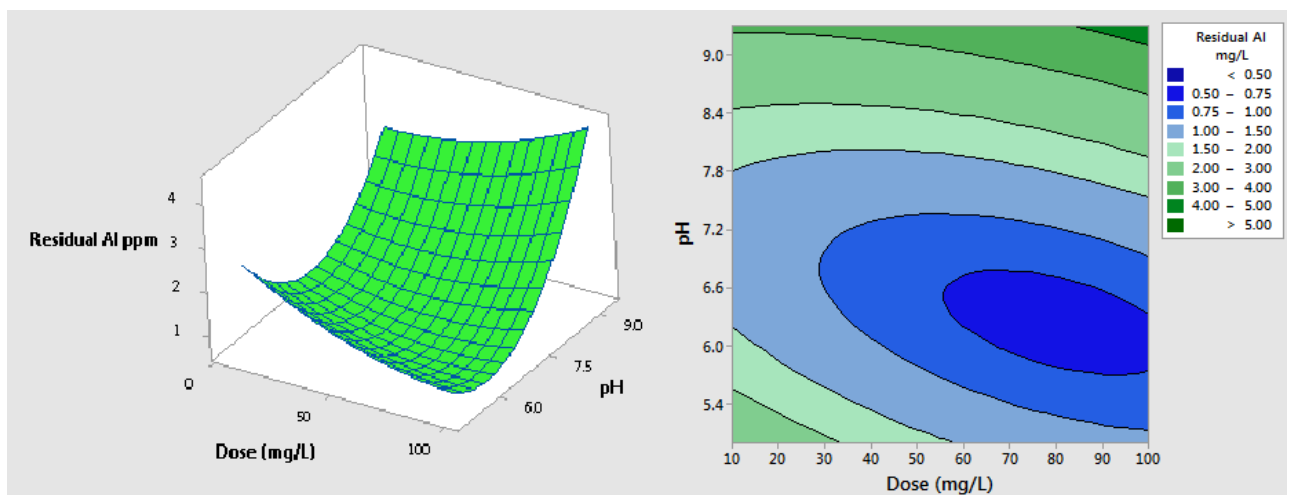 4
3
2
1
Residual Al ppm
0
50
100
Dose (mg/L)
6.0
7.5
9.0
pH
9.0
8.4
7.8
7.2
6.6
6.0
5.4
pH
10 20 30 40 50 60 70 80 90 100
Dose (mg/L)
Residual Al
mg/L
< 0.50
0.50 – 0.75
0.75 – 1.00
1.00 – 1.50
1.50 – 2.00
2.00 – 3.00
3.00 – 4.00
4.00 – 5.00
> 5.00